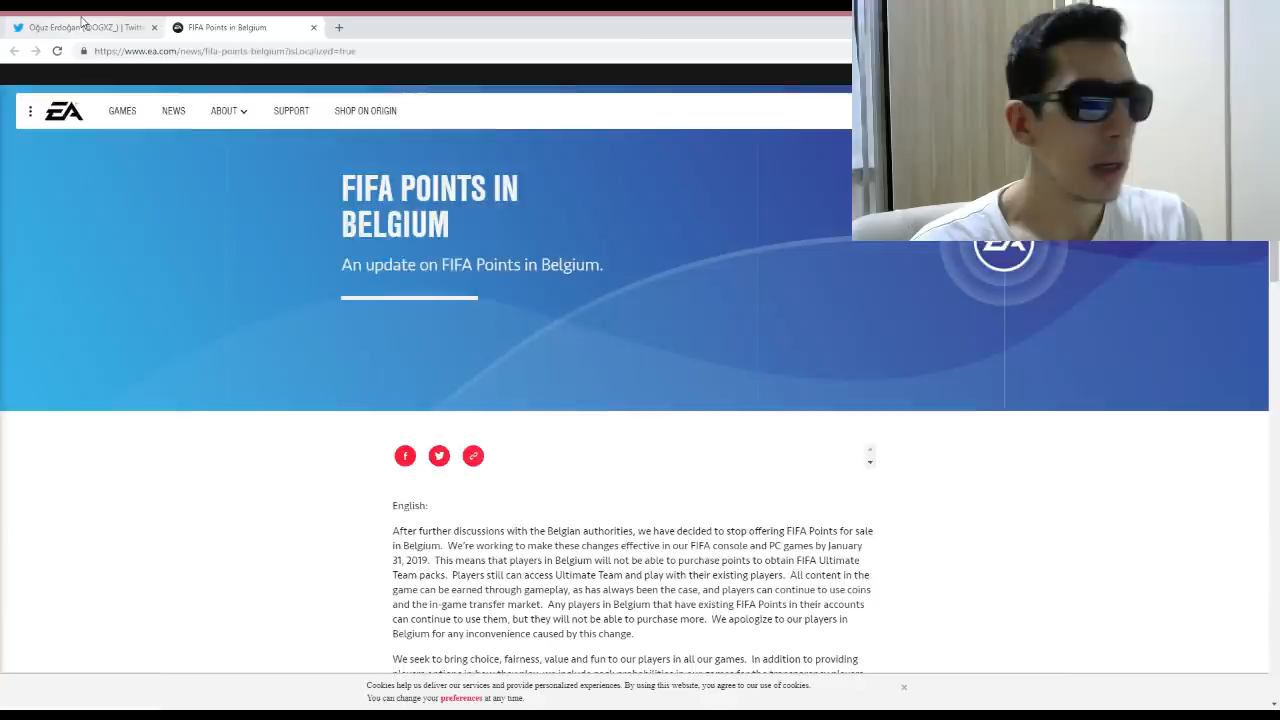 Oğuz Erdoğan (@OGXZ_) | Twitt
FIFA Points in Belgium
https://www.ea.com/news/fifa-points-belgium?isLocalized=true
EA
GAMES
NEWS
ABOUT
SUPPORT
SHOP ON ORIGIN
FIFA POINTS IN
BELGIUM
An update on FIFA Points in Belgium.
EA
English:
After further discussions with the Belgian authorities, we have decided to stop offering FIFA Points for sale
in Belgium. We're working to make these changes effective in our FIFA console and PC games by January
31, 2019. This means that players in Belgium will not be able to purchase points to obtain FIFA Ultimate
Team packs. Players still can access Ultimate Team and play with their existing players. All content in the
game can be earned through gameplay, as has always been the case, and players can continue to use coins
and the in-game transfer market. Any players in Belgium that have existing FIFA Points in their accounts
can continue to use them, but they will not be able to purchase more. We apologize to our players in
Belgium for any inconvenience caused by this change.
We seek to bring choice, fairness, value and fun to our players in all our games. In addition to providing
Cookies help us deliver our services and provide personalized experiences. By using this website, you agree to our use of cookies.
You can change your preferences at any time.